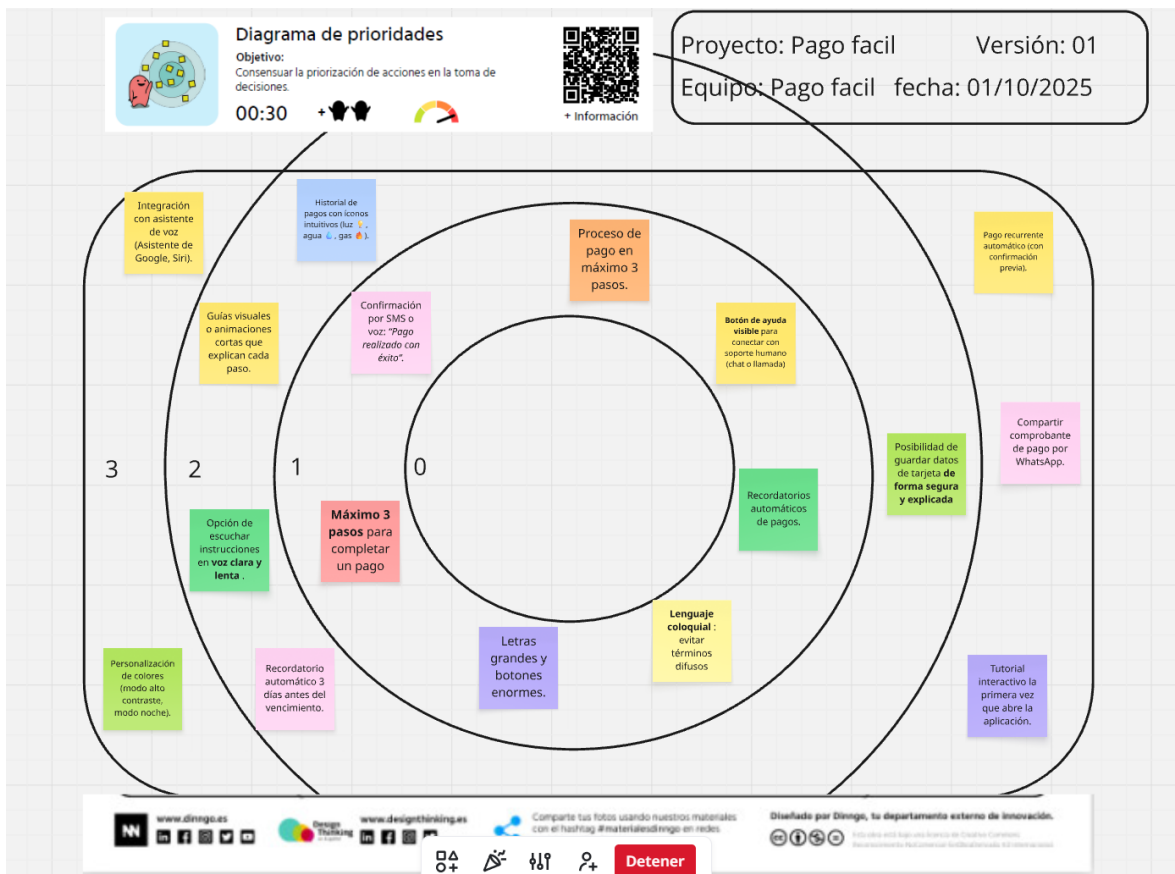 Diagrama de prioridades
Objetivo:
Consensuar la priorización de acciones en la toma de
decisiones.
00:30
+
+ Información
Proyecto: Pago facil Versión: 01
Equipo: Pago facil fecha: 01/10/2025
Integración
con asistente
de voz
(Asistente de
Google, Siri).
Historial de
pagos con íconos
intuitivos (luz 💡,
agua 💧, gas 🔥).
Proceso de
pago en
máximo 3
pasos.
Pago recurrente
automático (con
confirmación
previa).
Guías visuales
o animaciones
cortas que
explican cada
paso.
Confirmación
por SMS o
voz: "Pago
realizado con
éxito".
Botón de ayuda
visible para
conectar con
soporte humano
(chat o llamada)
Compartir
comprobante
de pago por
WhatsApp.
3
2
1
0
Posibilidad de
guardar datos
de tarjeta de
forma segura
y explicada
Opción de
escuchar
instrucciones
en voz clara y
lenta .
Máximo 3
pasos para
completar
un pago
Recordatorios
automáticos
de pagos.
Personalización
de colores
(modo alto
contraste,
modo noche).
Recordatorio
automático 3
días antes del
vencimiento.
Letras
grandes y
botones
enormes.
Lenguaje
coloquial :
evitar
términos
difusos
Tutorial
interactivo la
primera vez
que abre la
aplicación.
www.dinngo.es
Design
Thinking
www.designthinking.es
Comparte tus fotos usando nuestros materiales
con el hashtag #materialesdinngo en redes
Diseñado por Dinngo, tu departamento externo de innovación.
Detener